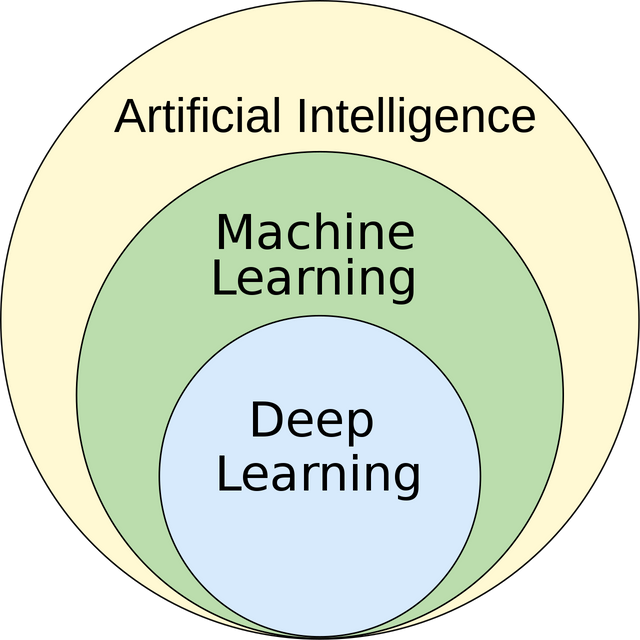 Artificial Intelligence
Machine
Learning
Deep
Learning